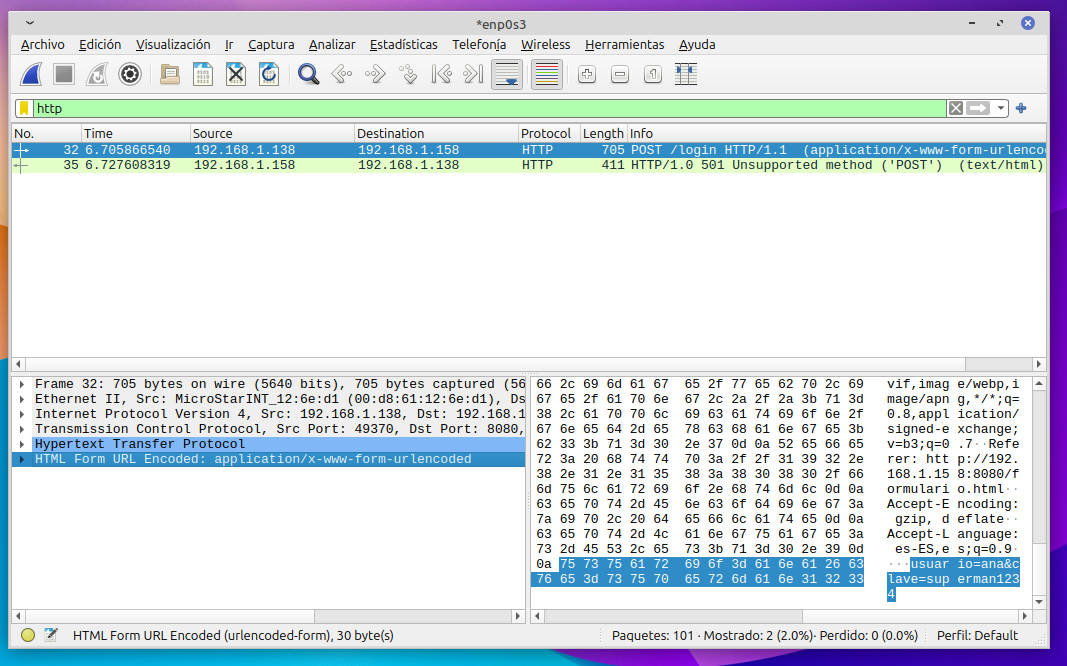 *enp0s3
Archivo Edición Visualización Ir Captura Analizar Estadísticas Telefonía Wireless Herramientas Ayuda
http
No. Time Source Destination Protocol Length Info
32 6.705866540 192.168.1.138 192.168.1.158 HTTP 705 POST /login HTTP/1.1 (application/x-www-form-urlenco
35 6.727608319 192.168.1.158 192.168.1.138 HTTP 411 HTTP/1.0 501 Unsupported method ('POST') (text/html)
Frame 32: 705 bytes on wire (5640 bits), 705 bytes captured (56
Ethernet II, Src: MicroStarINT_12:6e:d1 (00:d8:61:12:6e:d1), Ds
Internet Protocol Version 4, Src: 192.168.1.138, Dst: 192.168.1
Transmission Control Protocol, Src Port: 49370, Dst Port: 8080,
Hypertext Transfer Protocol
HTML Form URL Encoded: application/x-www-form-urlencoded
66 2c 69 6d 61 67 65 2f 77 65 62 70 2c 69 vif,imag e/webp,i
67 65 2f 61 70 6e 67 2c 2a 2f 2a 3b 71 3d mage/apn g,*/*;q=
38 2c 61 70 70 6c 69 63 61 74 69 6f 6e 2f 0.8,appl ication/
67 6e 65 64 2d 65 78 63 68 61 6e 67 65 3b signed-e xchange;
62 33 3b 71 3d 30 2e 37 0d 0a 52 65 66 65 v=b3;q=0 .7··Refe
72 3a 20 68 74 74 70 3a 2f 2f 31 39 32 2e rer: htt p://192.
38 2e 31 2e 31 35 38 3a 38 30 38 30 2f 66 168.1.15 8:8080/f
6d 75 6c 61 72 69 6f 2e 68 74 6d 6c 0d 0a ormulari o.html··
63 65 70 74 2d 45 6e 63 6f 64 69 6e 67 3a Accept-E ncoding:
7a 69 70 2c 20 64 65 66 6c 61 74 65 0d 0a gzip, d eflate··
63 65 70 74 2d 4c 61 6e 67 75 61 67 65 3a Accept-L anguage:
73 2d 45 53 2c 65 73 3b 71 3d 30 2e 39 0d es-ES,e s;q=0.9·
0a 75 73 75 61 72 69 6f 3d 61 6e 61 26 63 ···usuar io=ana&c
76 65 3d 73 75 70 65 72 6d 61 6e 31 32 33 lave=sup erman123
4
HTML Form URL Encoded (urlencoded-form), 30 byte(s) Paquetes: 101 · Mostrado: 2 (2.0%) · Perdido: 0 (0.0%) Perfil: Default